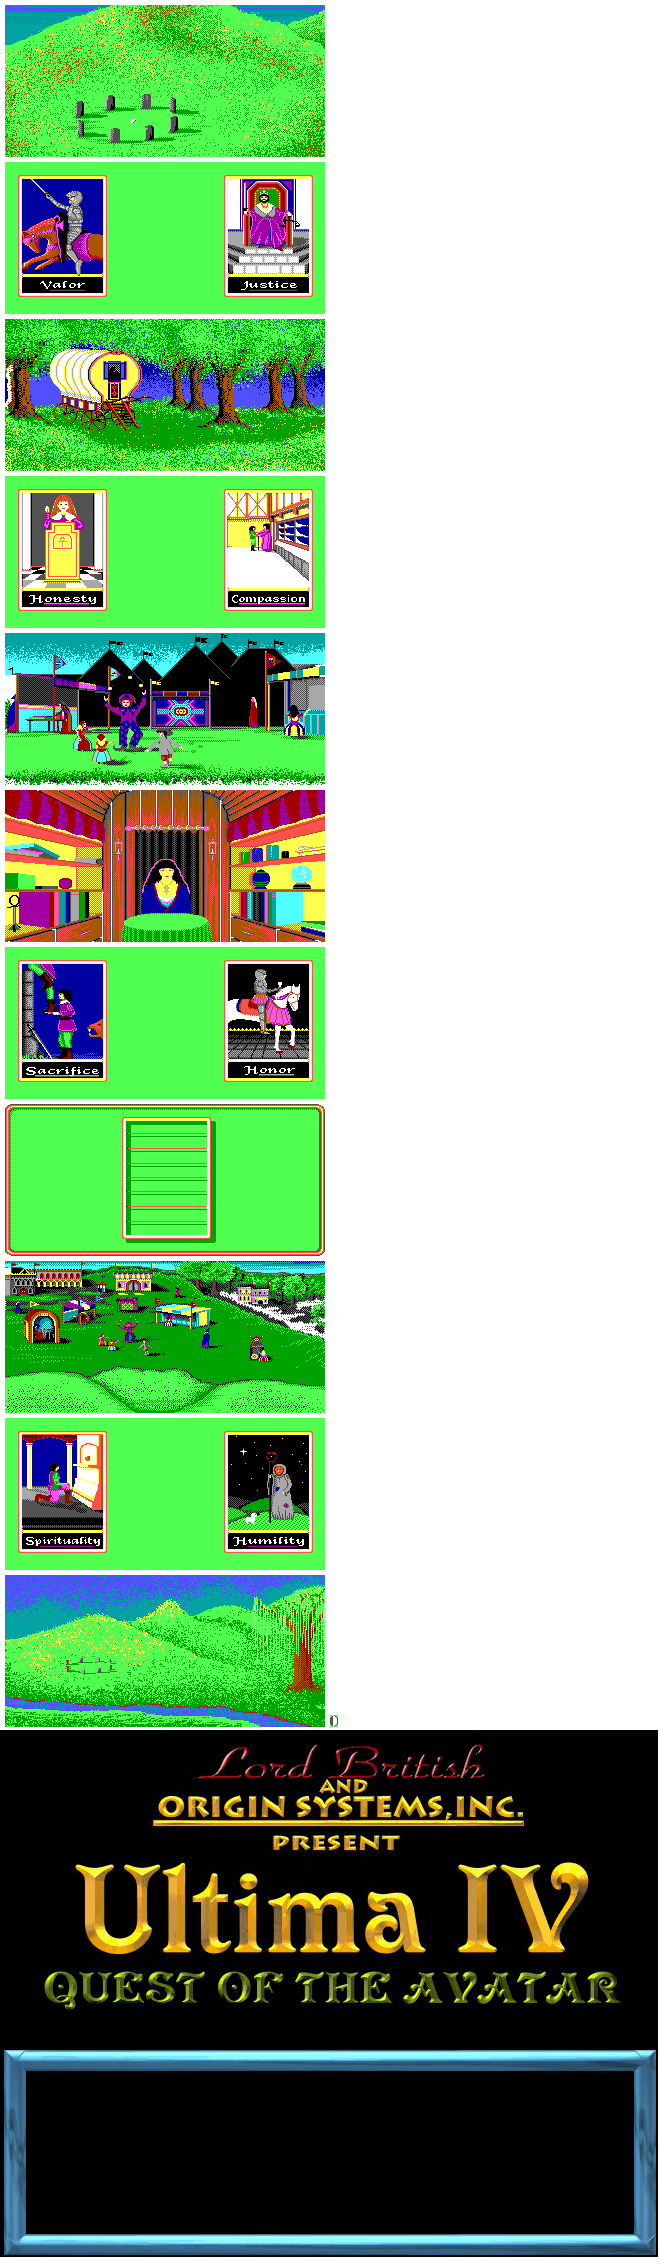 Valor
Justice
Honesty
Compassion
Sacrifice
Honor
Spirituality
Humility
Lord British
AND
ORIGIN SYSTEMS, INC.
PRESENT
Ultima IV
QUEST OF THE AVATAR